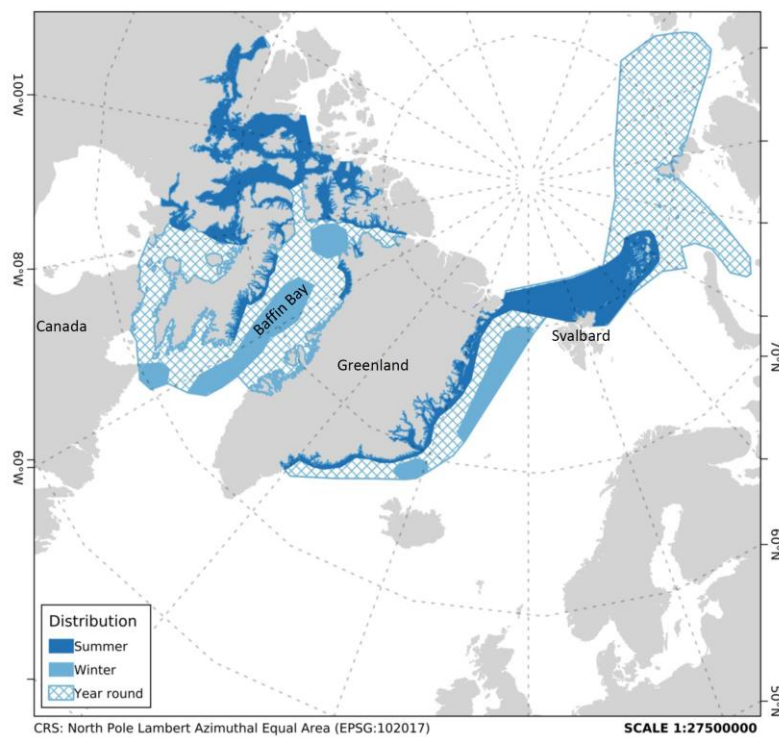 100°W
80°W
Canada
Baffin Bay
Greenland
Svalbard
70°N
60°W
60°N
50°N
Distribution
Summer
Winter
Year round
CRS: North Pole Lambert Azimuthal Equal Area (EPSG:102017)
SCALE 1:27500000